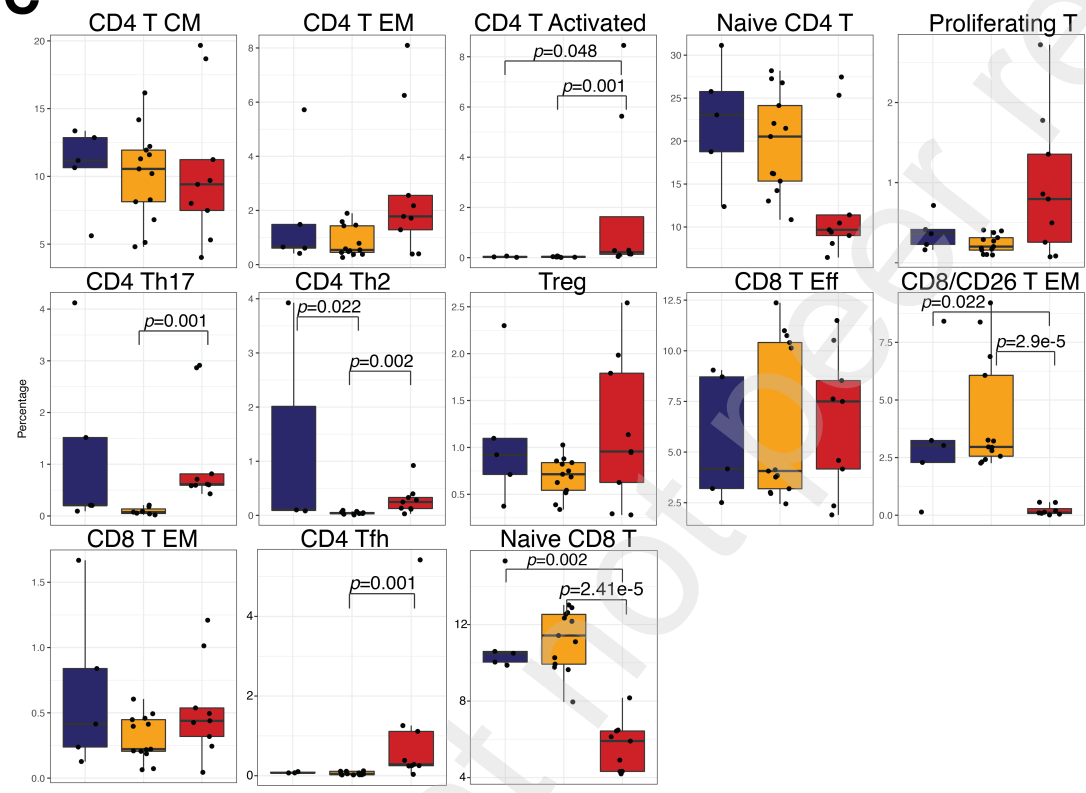 C
CD4 T CM
CD4 T EM
CD4 T Activated
Naive CD4 T
Proliferating T
20
15
10
5
8
6
4
2
0
8
6
4
2
0
p=0.048
p=0.001
30
25
20
15
10
2
1
CD4 Th17
CD4 Th2
Treg
CD8 T Eff
CD8/CD26 T EM
Percentage
4
3
2
1
0
p=0.001
4
3
2
1
0
p=0.022
p=0.002
2.5
2.0
1.5
1.0
0.5
12.5
10.0
7.5
5.0
2.5
7.5
5.0
2.5
0.0
p=0.022
p=2.9e-5
CD8 T EM
CD4 Tfh
Naive CD8 T
1.5
1.0
0.5
0.0
4
2
0
p=0.001
12
8
4
p=0.002
p=2.41e-5
not peer re